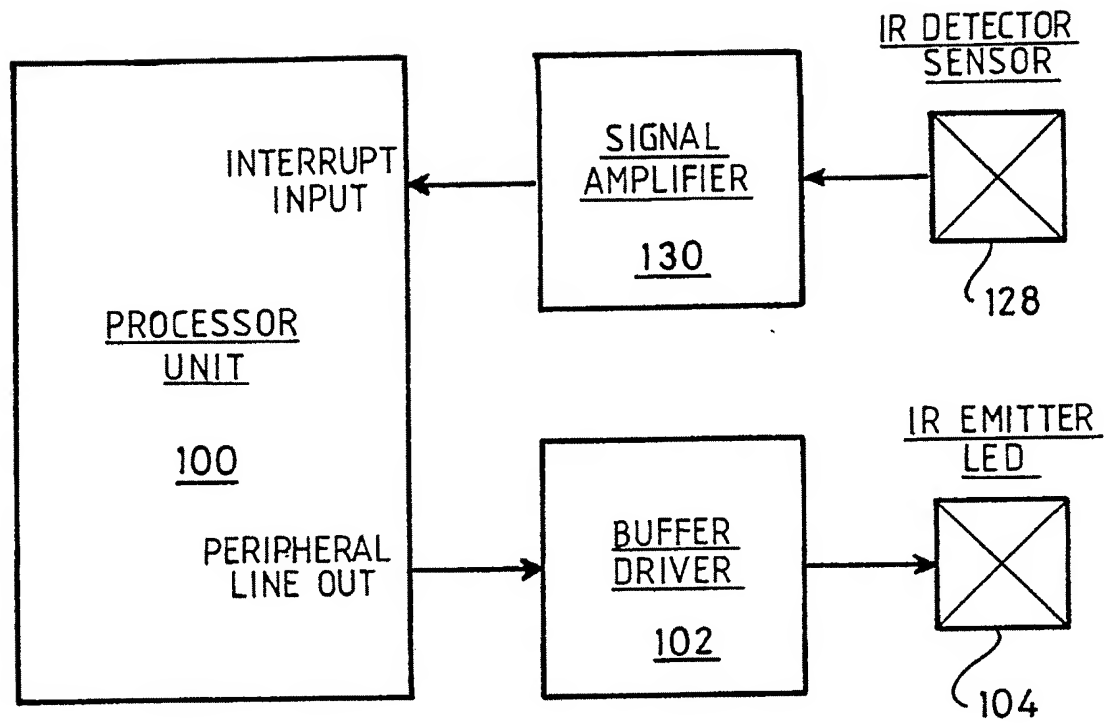 IR DETECTOR
SENSOR
INTERRUPT
INPUT
SIGNAL
AMPLIFIER
130
128
PROCESSOR
UNIT
100
IR EMITTER
LED
PERIPHERAL
LINE OUT
BUFFER
DRIVER
102
104